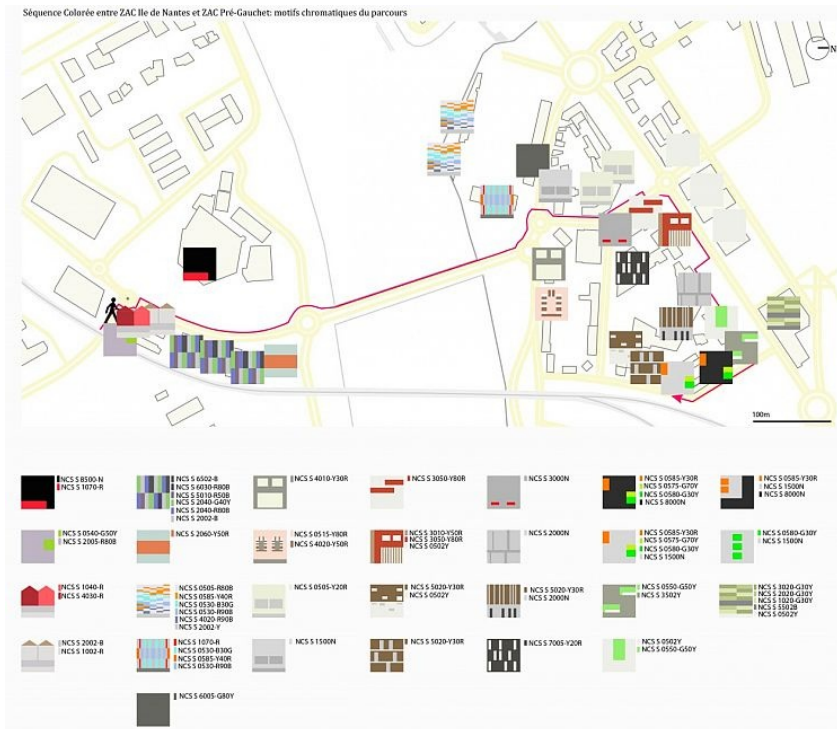 Séquence Colorée entre ZAC Ile de Nantes et ZAC Pré-Gauchet: motifs chromatiques du parcours
N
100m
NCS S 8500-N
NCS S 1070-R
NCS S 6502-B
NCS S 6030-R80B
NCS S 5010-R50B
NCS S 2040-G40Y
NCS S 2040-R80B
NCS S 2002-B
NCS S 4010-Y30R
NCS S 3050-Y80R
NCS S 3000N
NCS S 0585-Y30R
NCS S 0575-G70Y
NCS S 0580-G30Y
NCS S 8000N
NCS S 0585-Y30R
NCS S 1500N
NCS S 8000N
NCS S 0540-G50Y
NCS S 2005-R80B
NCS S 2060-Y50R
NCS S 0515-Y80R
NCS S 4020-Y50R
NCS S 3010-Y50R
NCS S 3050-Y80R
NCS S 0502Y
NCS S 2000N
NCS S 0585-Y30R
NCS S 0575-G70Y
NCS S 0580-G30Y
NCS S 1500N
NCS S 0580-G30Y
NCS S 1500N
NCS S 1040-R
NCS S 4030-R
NCS S 0505-R80B
NCS S 0585-Y40R
NCS S 0530-B30G
NCS S 0530-R90B
NCS S 4020-R90B
NCS S 2002-Y
NCS S 0505-Y20R
NCS S 5020-Y30R
NCS S 0502Y
NCS S 5020-Y30R
NCS S 2000N
NCS S 0550-G50Y
NCS S 3502Y
NCS S 3020-G30Y
NCS S 2020-G30Y
NCS S 1020-G30Y
NCS S 5502B
NCS S 0502Y
NCS S 2002-B
NCS S 1002-R
NCS S 1070-R
NCS S 0530-B30G
NCS S 0585-Y40R
NCS S 0530-R90B
NCS S 1500N
NCS S 5020-Y30R
NCS S 7005-Y20R
NCS S 0502Y
NCS S 0550-G50Y
NCS S 6005-G80Y